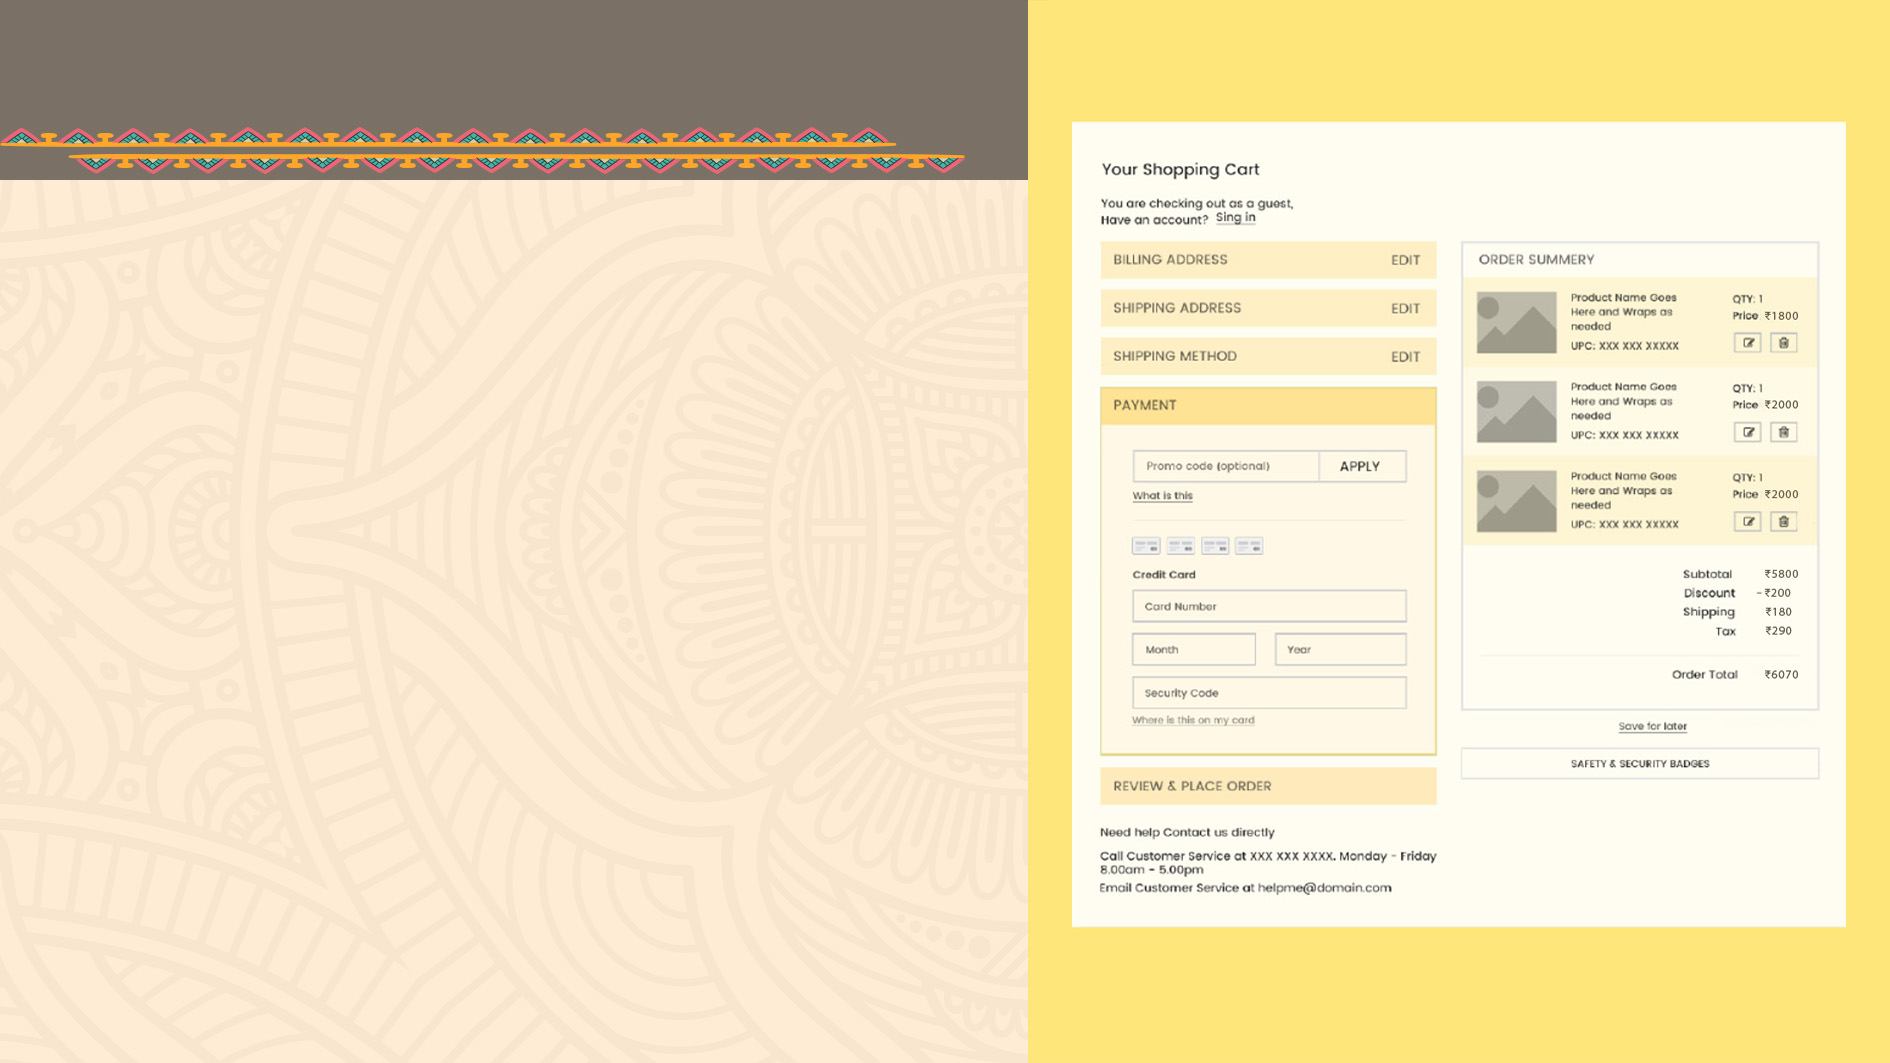 Your Shopping Cart
You are checking out as a guest,
Have an account? Sing in
BILLING ADDRESS EDIT
SHIPPING ADDRESS EDIT
SHIPPING METHOD EDIT
PAYMENT
Promo code (optional) APPLY
What is this
Credit Card
Card Number
Month Year
Security Code
Where is this on my card
REVIEW & PLACE ORDER
Need help Contact us directly
Call Customer Service at XXX XXX XXXX. Monday - Friday
8.00am - 5.00pm
Email Customer Service at helpme@domain.com
ORDER SUMMERY
Product Name Goes
Here and Wraps as
needed
UPC: XXX XXX XXXXX
QTY: 1
Price ₹1800
Product Name Goes
Here and Wraps as
needed
UPC: XXX XXX XXXXX
QTY: 1
Price ₹2000
Product Name Goes
Here and Wraps as
needed
UPC: XXX XXX XXXXX
QTY: 1
Price ₹2000
Subtotal ₹5800
Discount - ₹200
Shipping ₹180
Tax ₹290
Order Total ₹6070
Save for later
SAFETY & SECURITY BADGES